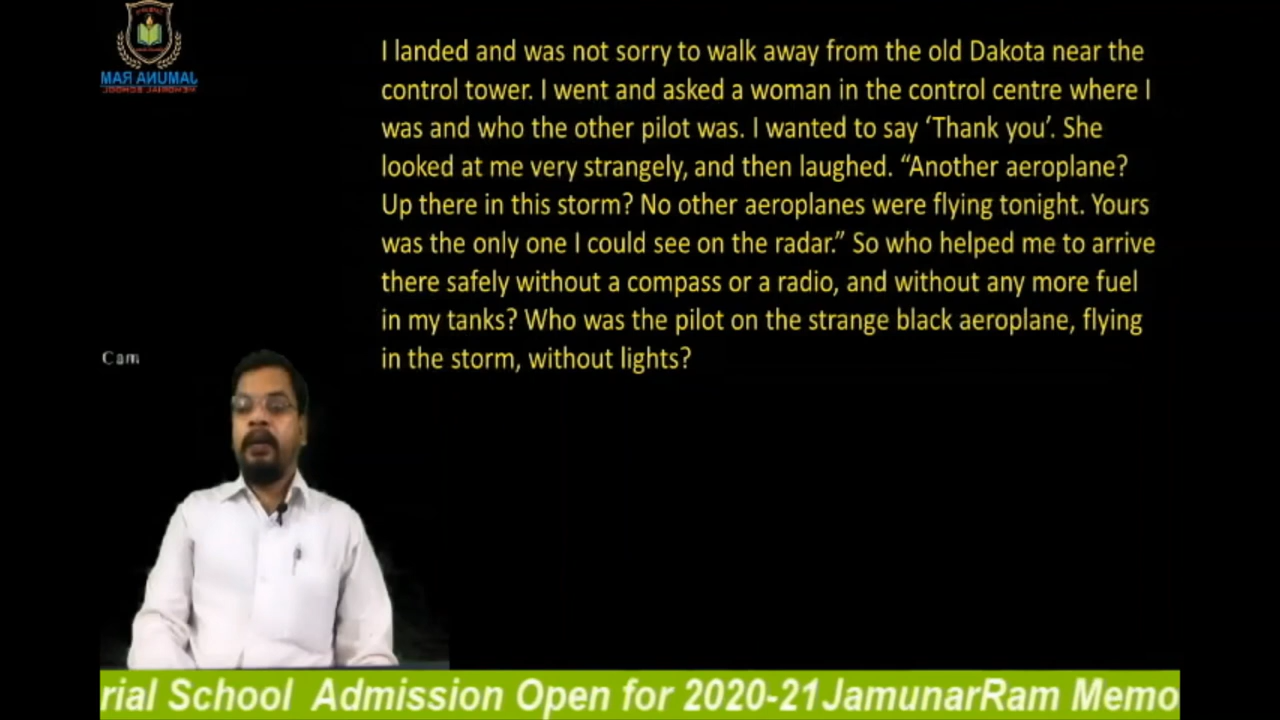 JAMUNA RAM
MEMORIAL SCHOOL
I landed and was not sorry to walk away from the old Dakota near the
control tower. I went and asked a woman in the control centre where I
was and who the other pilot was. I wanted to say ‘Thank you’. She
looked at me very strangely, and then laughed. “Another aeroplane?
Up there in this storm? No other aeroplanes were flying tonight. Yours
was the only one I could see on the radar.” So who helped me to arrive
there safely without a compass or a radio, and without any more fuel
in my tanks? Who was the pilot on the strange black aeroplane, flying
in the storm, without lights?
Cam
rial School Admission Open for 2020-21JamunarRam Memo